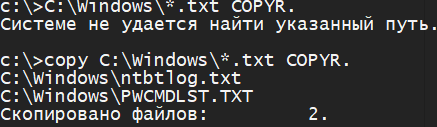 c:\>C:\Windows\*.txt COPYR.
Системе не удается найти указанный путь.
c:\>copy C:\Windows\*.txt COPYR.
C:\Windows\ntbtlog.txt
C:\Windows\PWCMDLST.TXT
Скопировано файлов:         2.